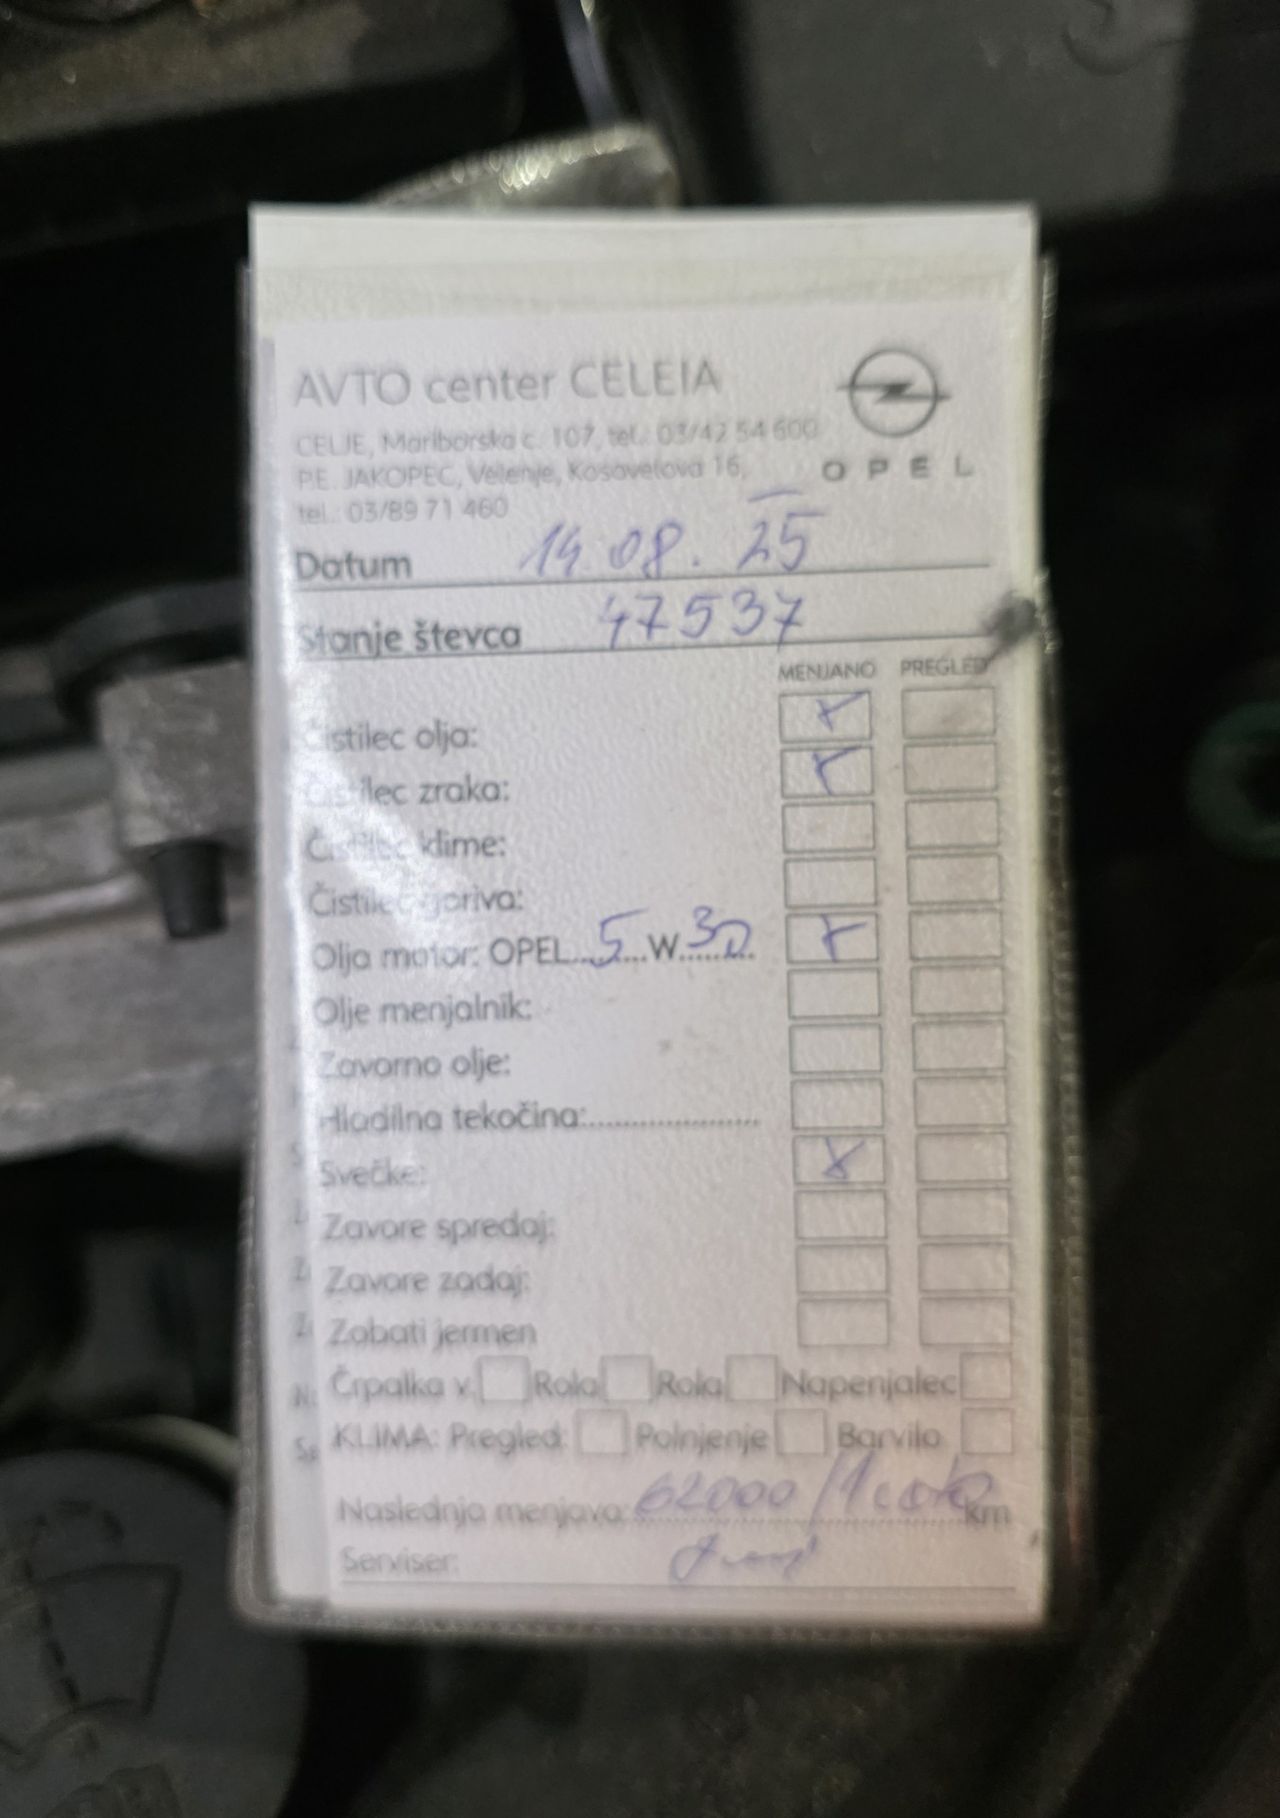 AVTO center CELEIA
CELJE, Mariborska c. 107, tel.: 03/42 54 600
P.E. JAKOPEC, Velenje, Kosovelova 16,
OPEL
tel.: 03/89 71 460
Datum 14.08.25
Stanje števca 47537
MENJANO PREGLED
Čistilec olja: x
Čistilec zraka: x
Čistilec klime:
Čistilec goriva:
Olja motor: OPEL...5...W...30... x
Olje menjalnik:
Zavorno olje:
Hladilna tekočina:....................
Svečke: x
Zavore spredaj:
Zavore zadaj:
Zobati jermen
Črpalka v. Rola Rola Napenjalec
KLIMA: Pregled: Polnjenje Barvilo
Naslednja menjava: 62000 / 1 leto km
Serviser: